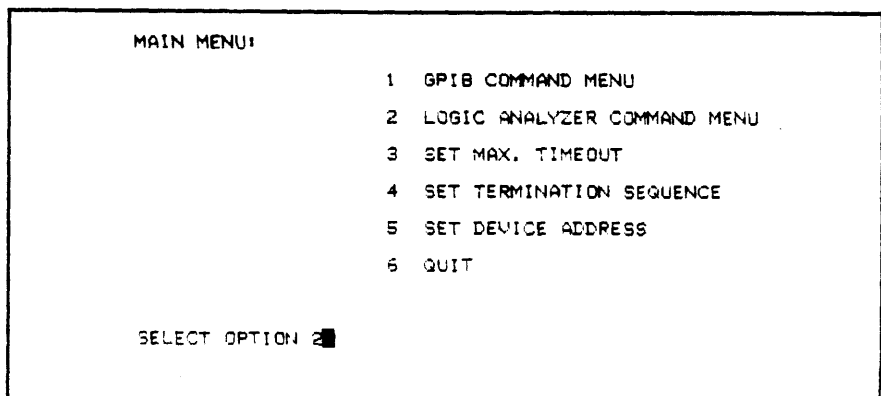 MAIN MENU:
1 GPIB COMMAND MENU
2 LOGIC ANALYZER COMMAND MENU
3 SET MAX. TIMEOUT
4 SET TERMINATION SEQUENCE
5 SET DEVICE ADDRESS
6 QUIT
SELECT OPTION 2